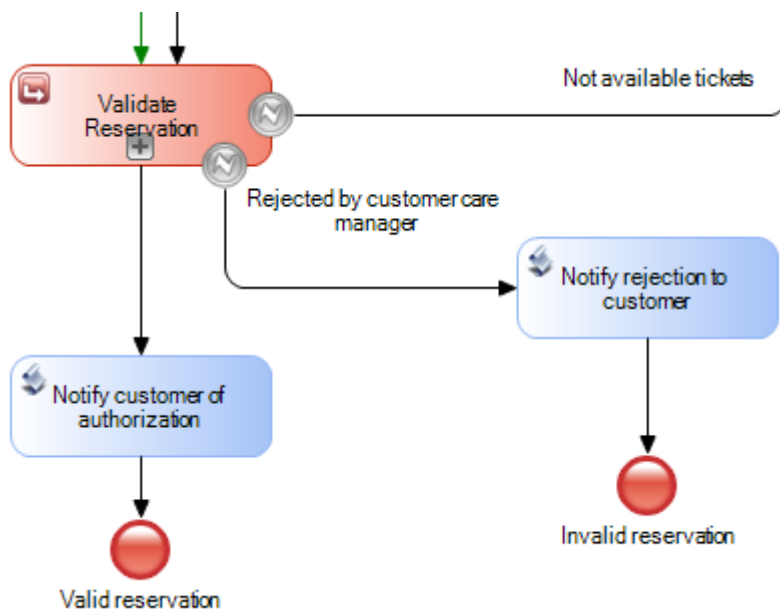 Not available tickets
Validate
Reservation
Rejected by customer care
manager
Notify rejection to
customer
Notify customer of
authorization
Invalid reservation
Valid reservation